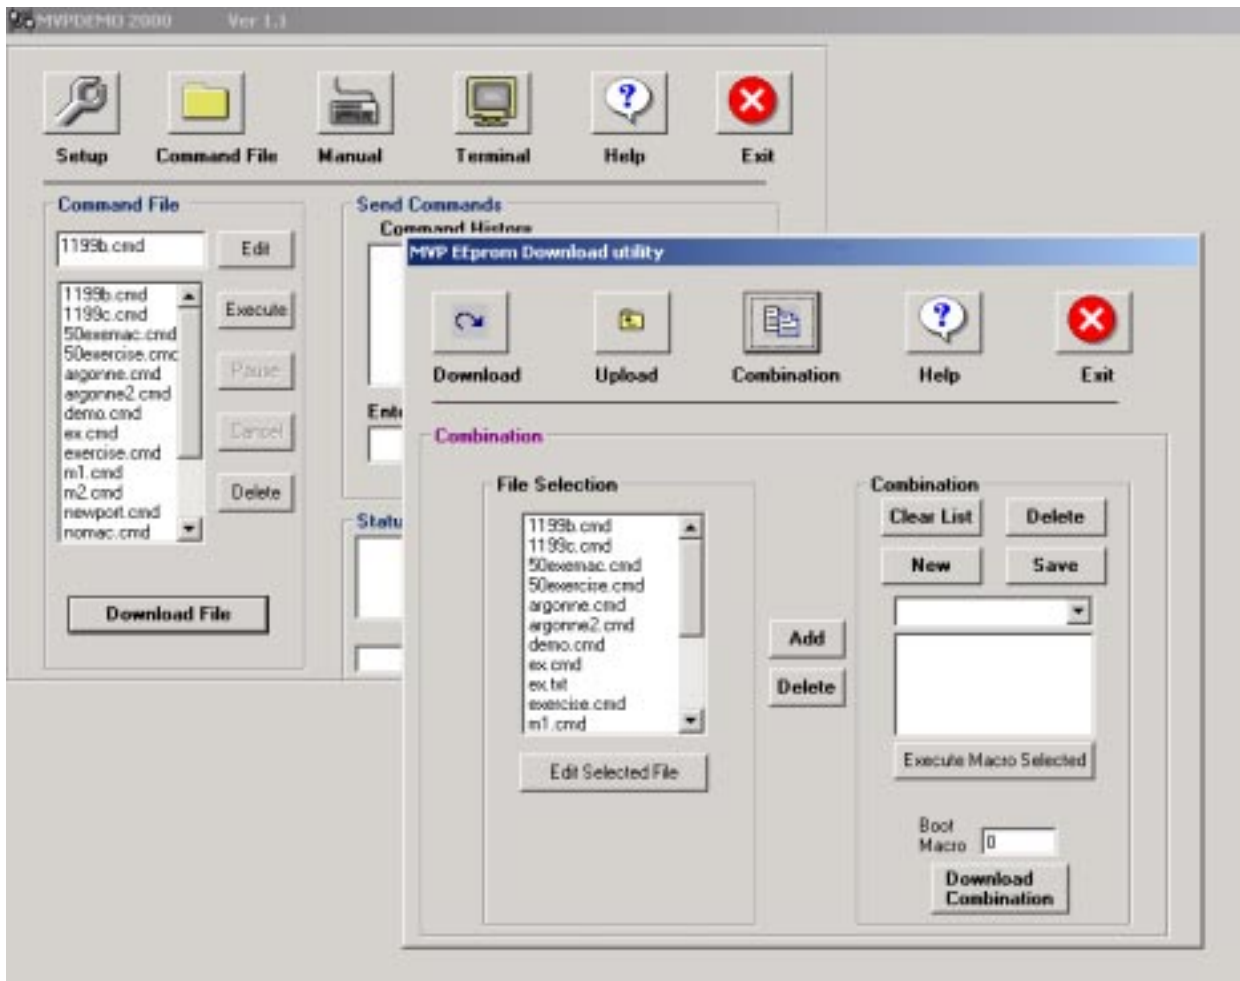 MVPDEMO 2000 Ver 1.1
Setup Command File Manual Terminal Help Exit
Command File
1199b.cmd
Edit
Execute
Pause
Cancel
Delete
1199b.cmd
1199c.cmd
50exemac.cmd
50exercise.cmc
argonne.cmd
argonne2.cmd
demo.cmd
ex.cmd
exercise.cmd
m1.cmd
m2.cmd
newport.cmd
nomac.cmd
Download File
Send Commands
Command History
Ente
Statu
MVP EEprom Download utility
Download Upload Combination Help Exit
Combination
File Selection
1199b.cmd
1199c.cmd
50exemac.cmd
50exercise.cmd
argonne.cmd
argonne2.cmd
demo.cmd
ex.cmd
ex.txt
exercise.cmd
m1.cmd
Edit Selected File
Add
Delete
Combination
Clear List Delete
New Save
Execute Macro Selected
Boot
Macro 0
Download
Combination